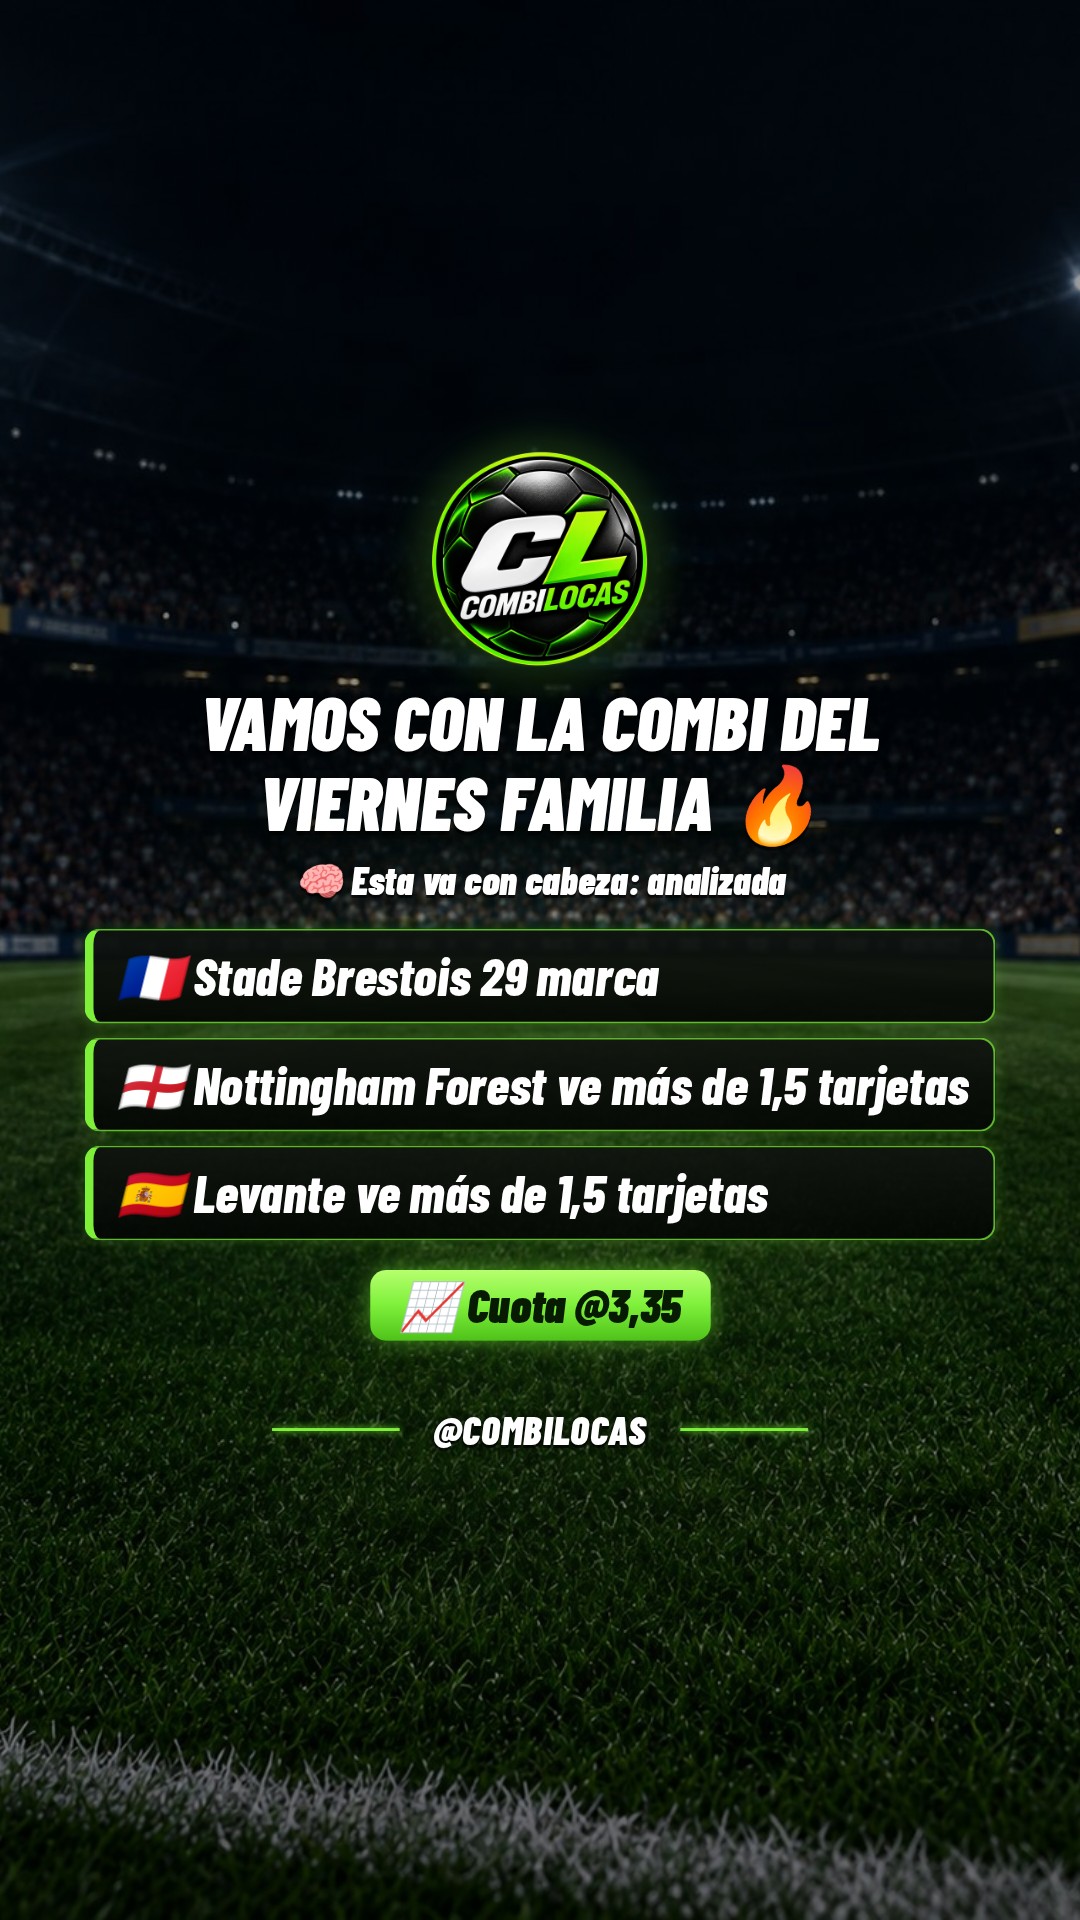 CL
COMBILOCAS
VAMOS CON LA COMBI DEL
VIERNES FAMILIA 🔥
🧠 Esta va con cabeza: analizada
🇫🇷 Stade Brestois 29 marca
🏴󠁧󠁢󠁥󠁮󠁧󠁿 Nottingham Forest ve más de 1,5 tarjetas
🇪🇸 Levante ve más de 1,5 tarjetas
📈 Cuota @3,35
@COMBILOCAS